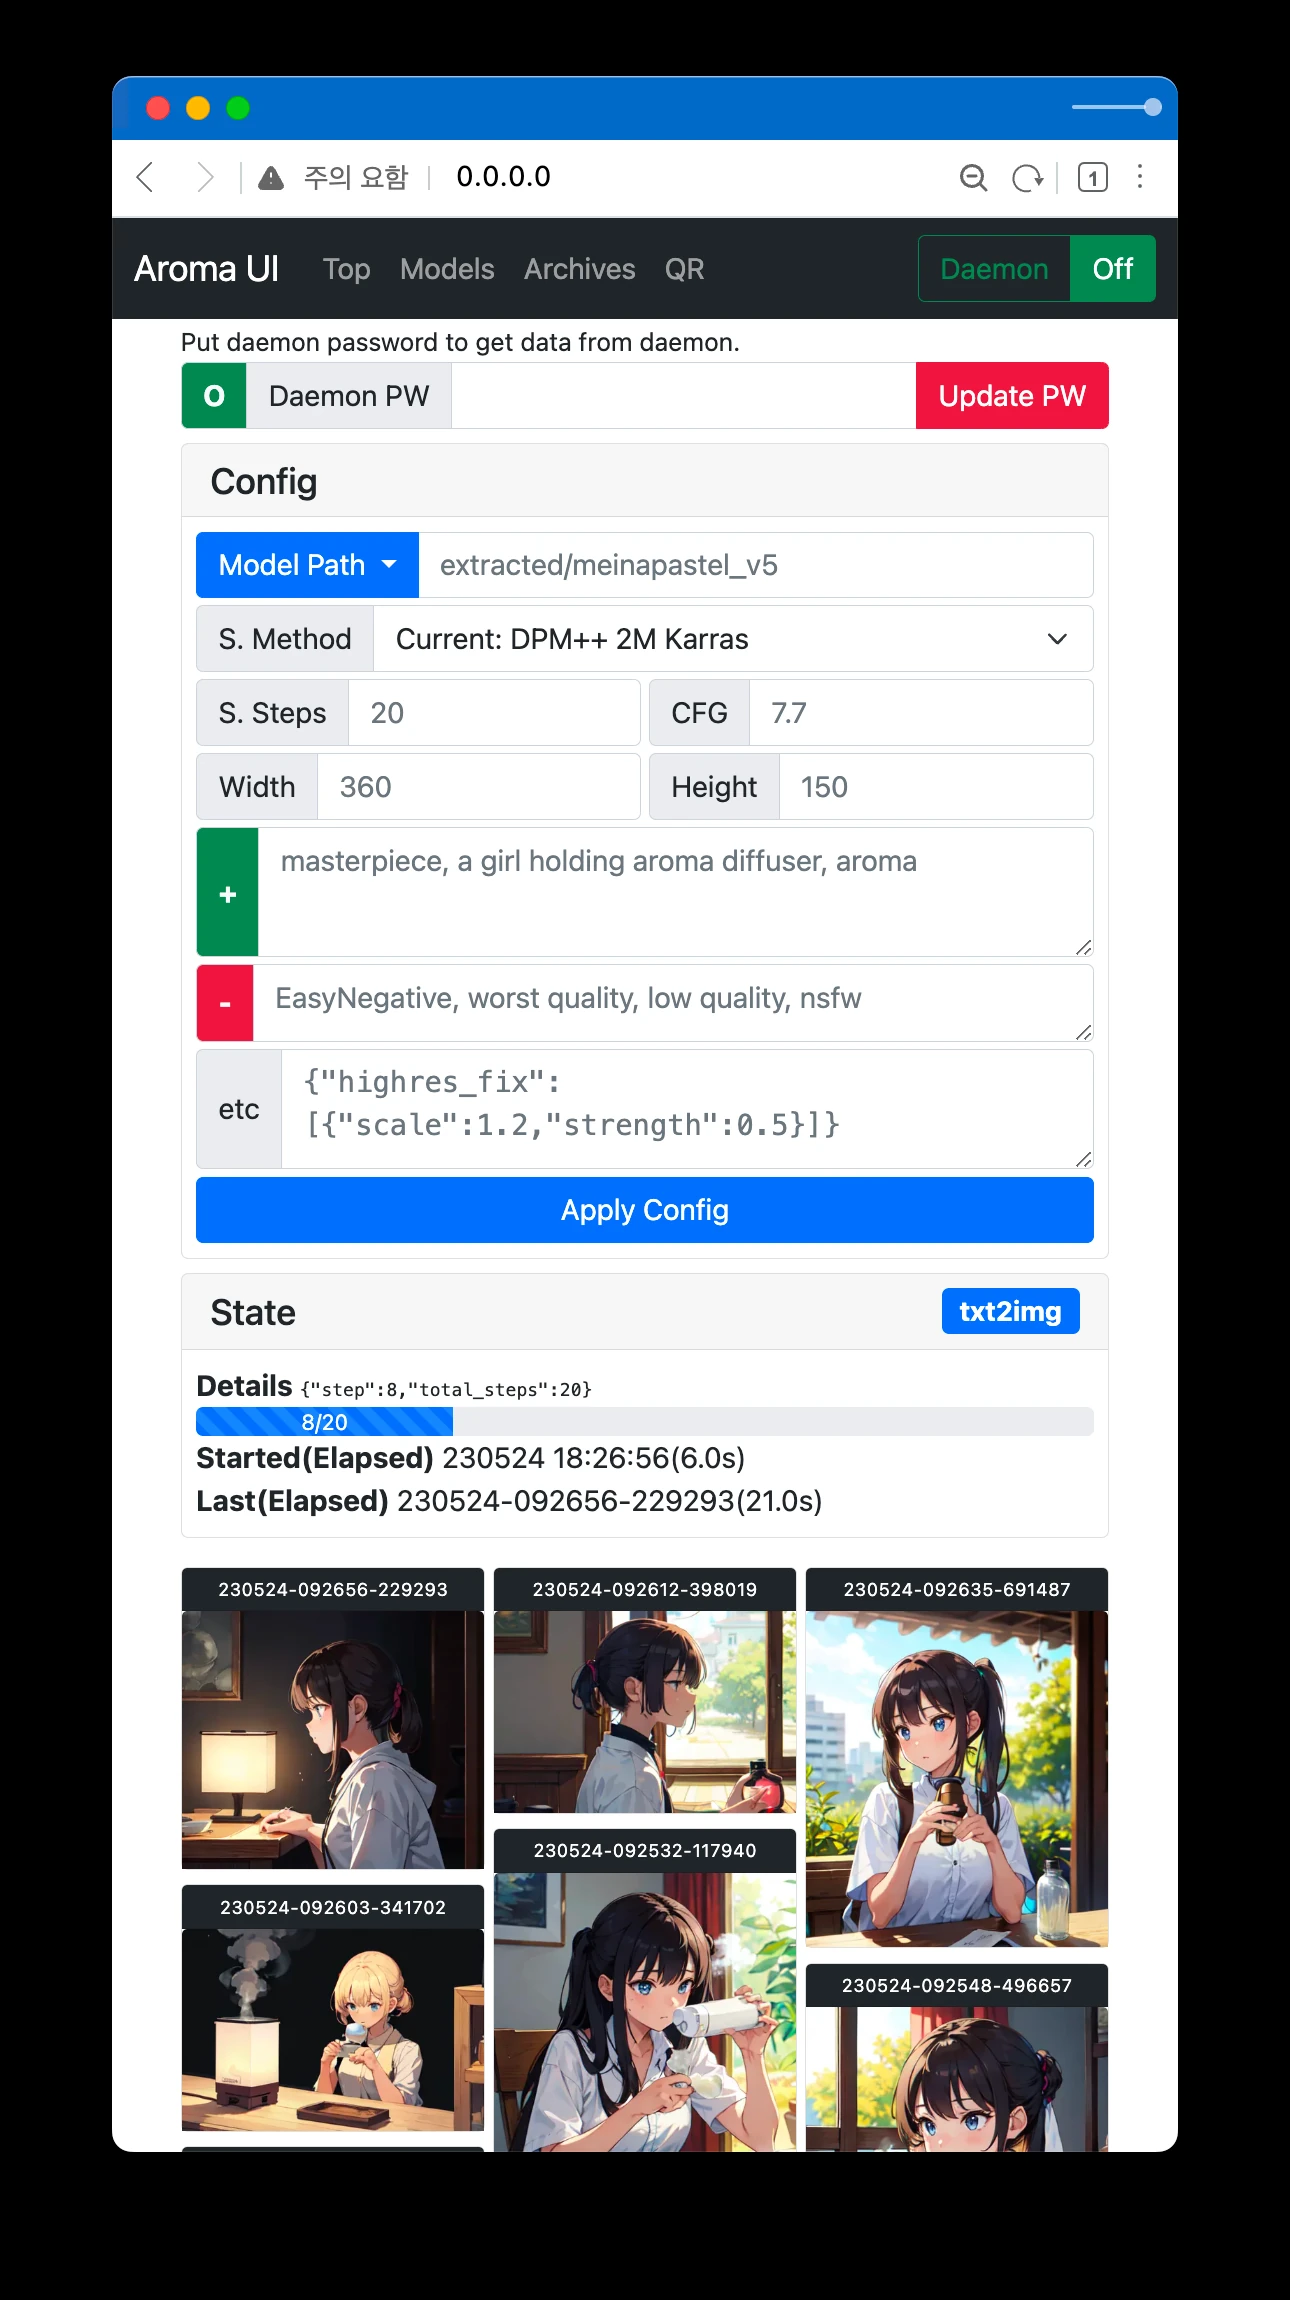 주의 요함 0.0.0.0
1
Aroma UI Top Models Archives QR Daemon Off
Put daemon password to get data from daemon.
O Daemon PW Update PW
Config
Model Path extracted/meinapastel_v5
S. Method Current: DPM++ 2M Karras
S. Steps 20 CFG 7.7
Width 360 Height 150
+ masterpiece, a girl holding aroma diffuser, aroma
- EasyNegative, worst quality, low quality, nsfw
etc {"highres_fix":
[{"scale":1.2,"strength":0.5}]}
Apply Config
State txt2img
Details {"step":8,"total_steps":20}
8/20
Started(Elapsed) 230524 18:26:56(6.0s)
Last(Elapsed) 230524-092656-229293(21.0s)
230524-092656-229293 230524-092612-398019 230524-092635-691487
230524-092532-117940
230524-092603-341702
230524-092548-496657